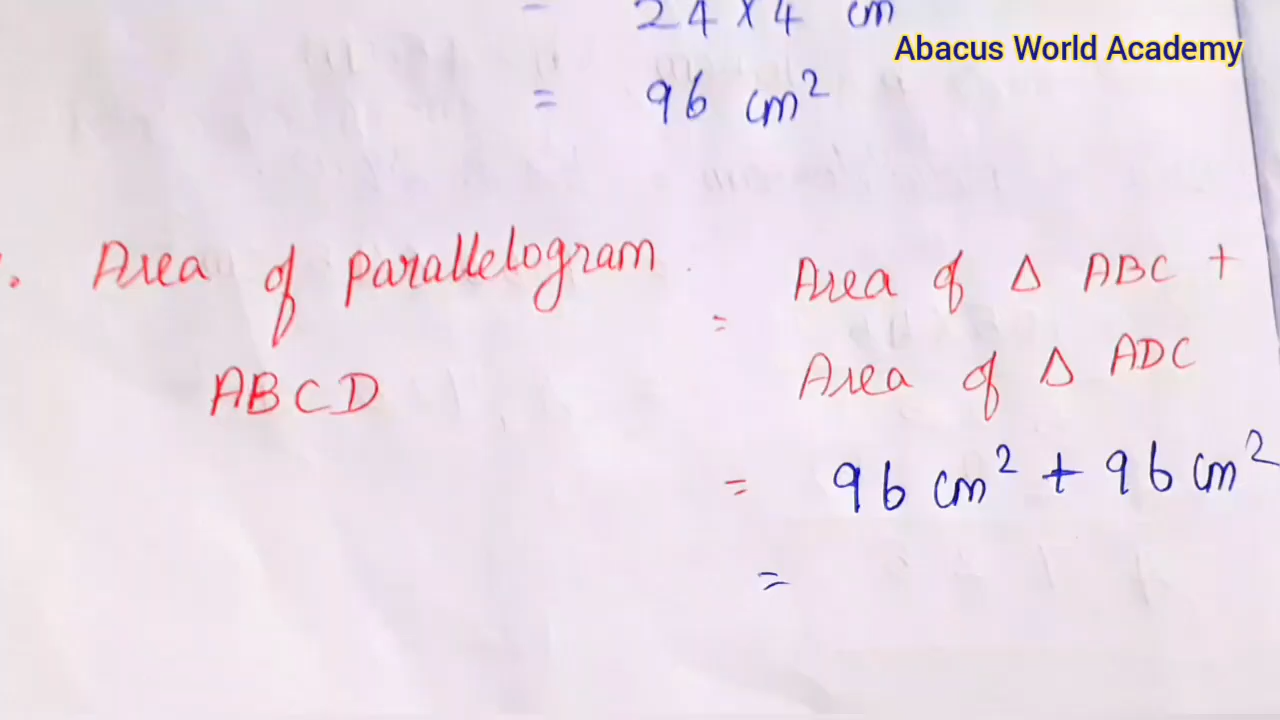 = 24 x 4 cm
Abacus World Academy
= 96 cm²
. Area of parallelogram = Area of Δ ABC +
ABCD Area of Δ ADC
= 96 cm² + 96 cm²
=